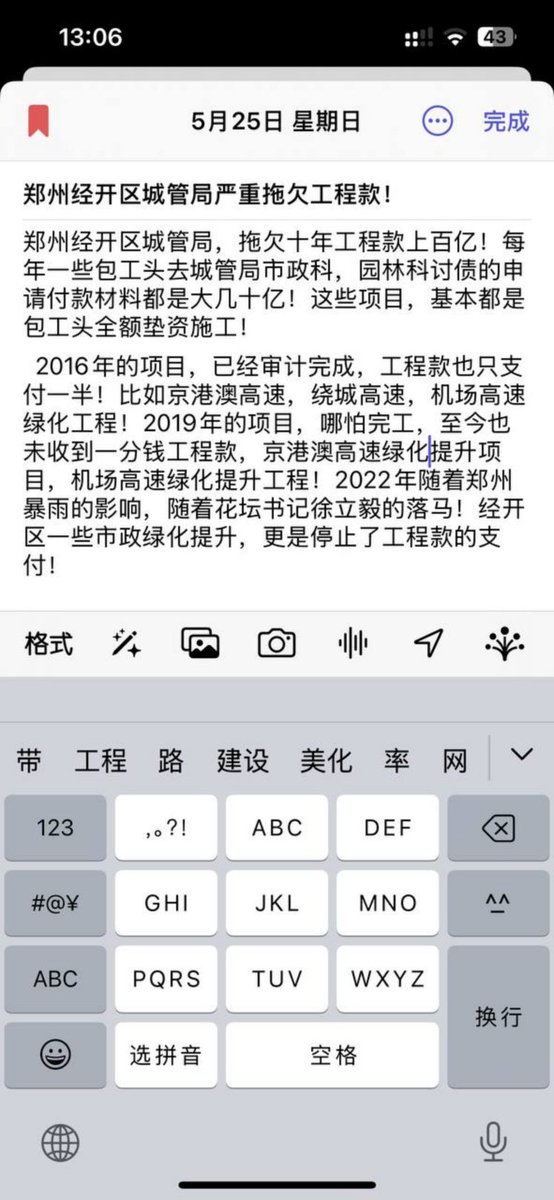 13:06
43
5月25日 星期日
完成
郑州经开区城管局严重拖欠工程款！
郑州经开区城管局，拖欠十年工程款上百亿！每
年一些包工头去城管局市政科，园林科讨债的申
请付款材料都是大几十亿！这些项目，基本都是
包工头全额垫资施工！
2016年的项目，已经审计完成，工程款也只支
付一半！比如京港澳高速，绕城高速，机场高速
绿化工程！2019年的项目，哪怕完工，至今也
未收到一分钱工程款，京港澳高速绿化提升项
目，机场高速绿化提升工程！2022年随着郑州
暴雨的影响，随着花坛书记徐立毅的落马！经开
区一些市政绿化提升，更是停止了工程款的支
付！
格式
带 工程 路 建设 美化 率 网
123 ,。?! ABC DEF
#@¥ GHI JKL MNO ^^
ABC PQRS TUV WXYZ
换行
选拼音 空格